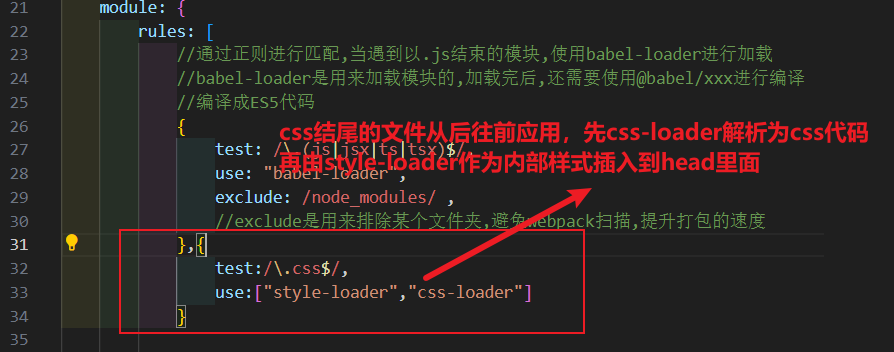 21 module: {
22 rules: [
23 //通过正则进行匹配,当遇到以.js结束的模块,使用babel-loader进行加载
24 //babel-loader是用来加载模块的,加载完后,还需要使用@babel/xxx进行编译
25 //编译成ES5代码
26 {
css结尾的文件从后往前应用，先css-loader解析为css代码
27 test: /\.(js|jsx|ts|tsx)$/,
再由style-loader作为内部样式插入到head里面
28 use: "babel-loader",
29 exclude: /node_modules/ ,
30 //exclude是用来排除某个文件夹,避免webpack扫描,提升打包的速度
31 },{
32 test:/\.css$/,
33 use:["style-loader","css-loader"]
34 }
35